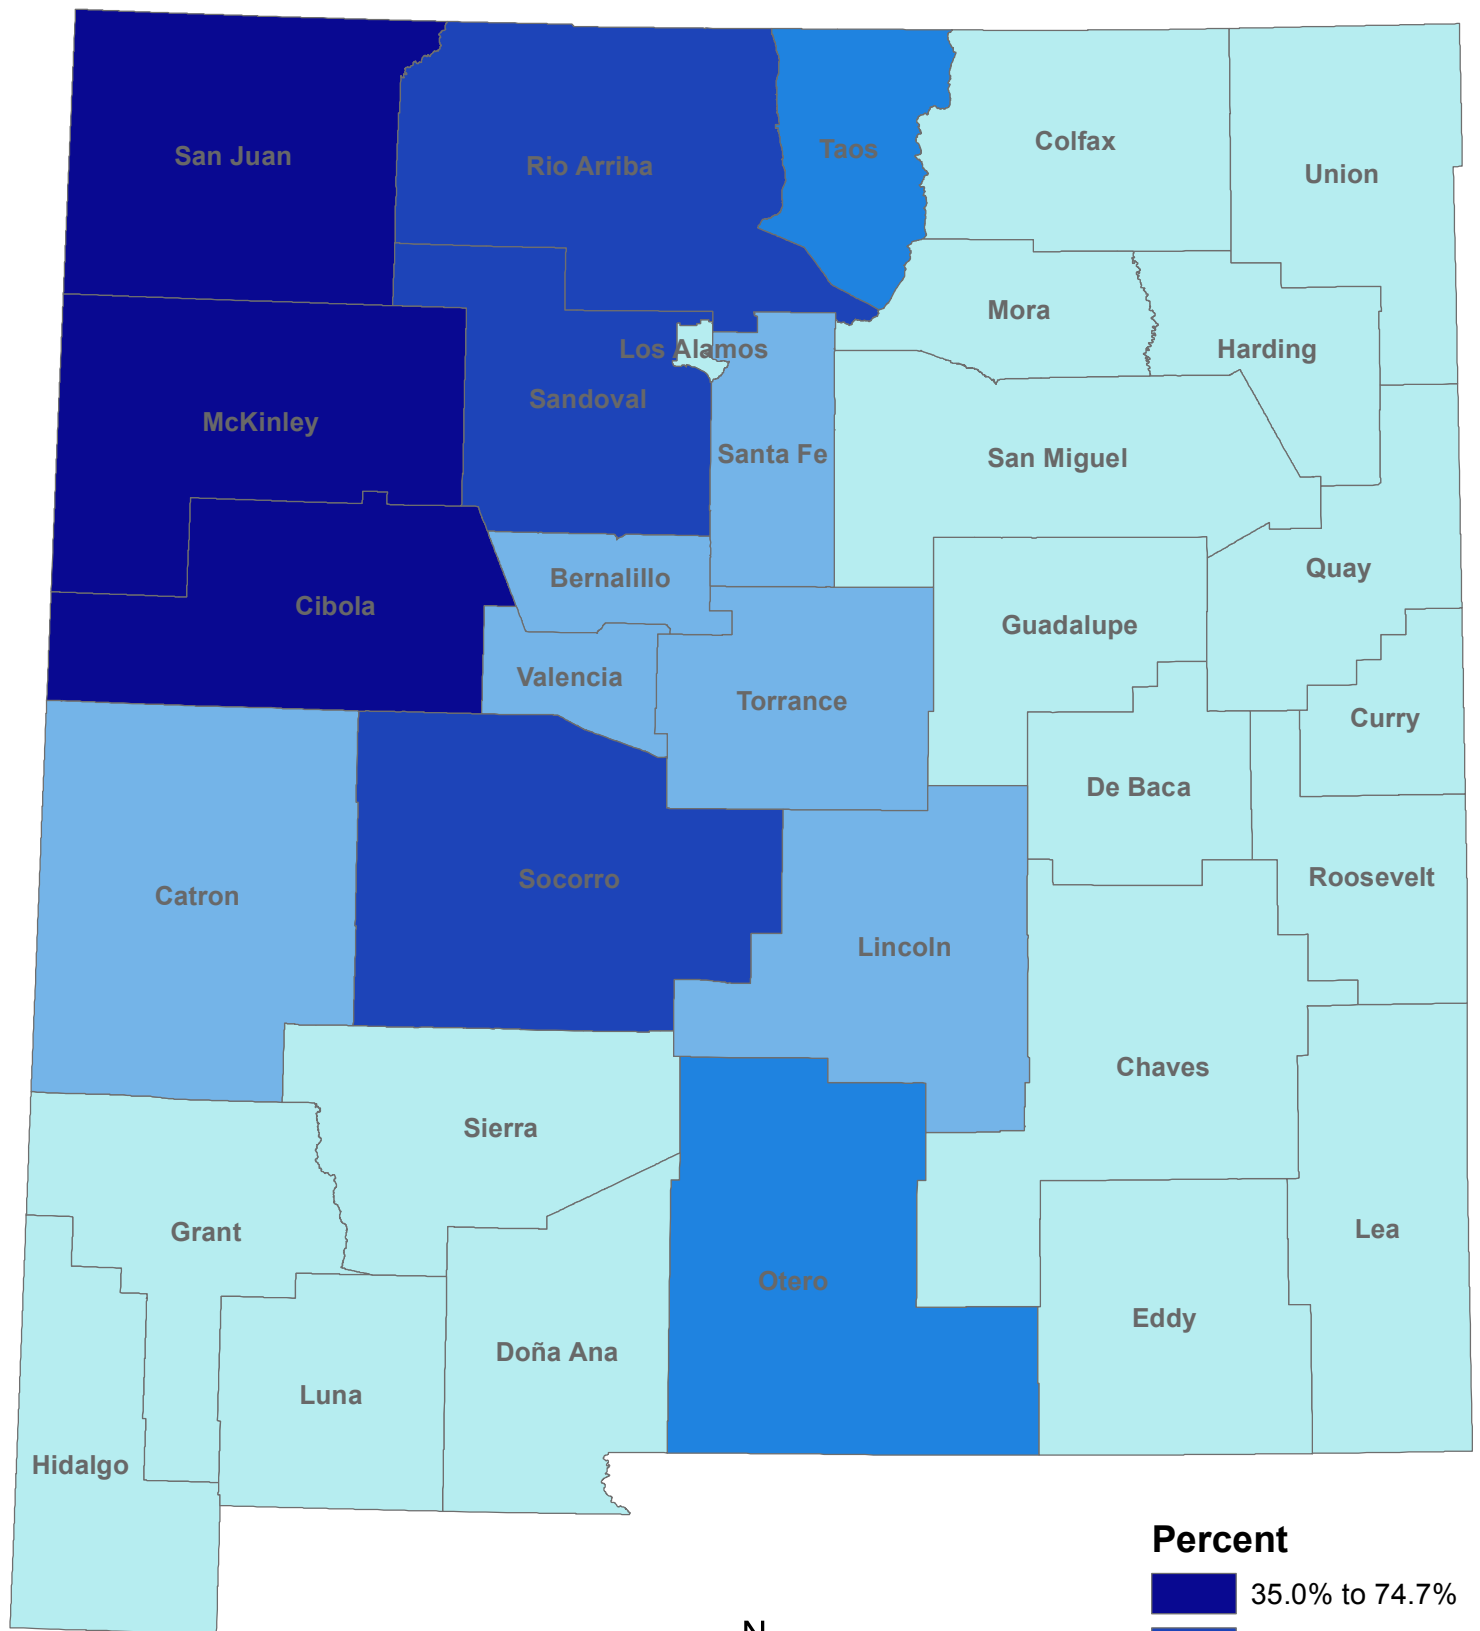 San Juan
Rio Arriba
Taos
Colfax
Union
Mora
Harding
Los Alamos
Sandoval
McKinley
Santa Fe
San Miguel
Bernalillo
Quay
Cibola
Guadalupe
Valencia
Torrance
Curry
De Baca
Socorro
Roosevelt
Catron
Lincoln
Chaves
Sierra
Grant
Lea
Otero
Eddy
Doña Ana
Luna
Hidalgo
Percent
35.0% to 74.7%
N